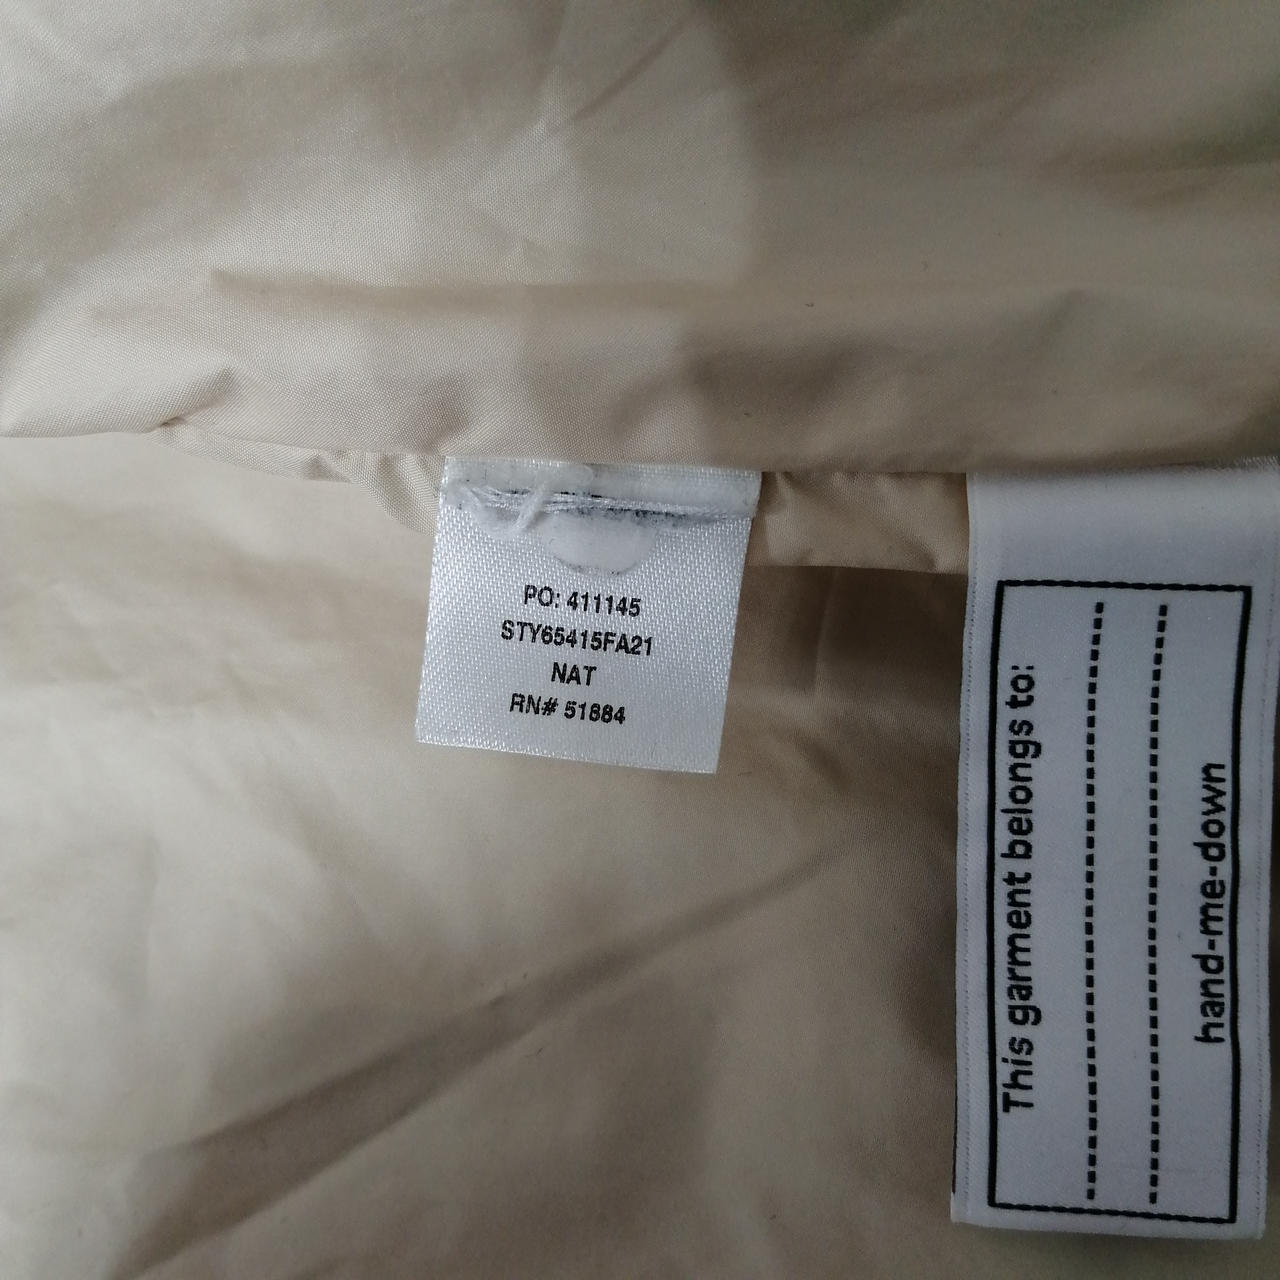 PO: 411145
STY65415FA21
NAT
RN# 51884
This garment belongs to:
hand-me-down